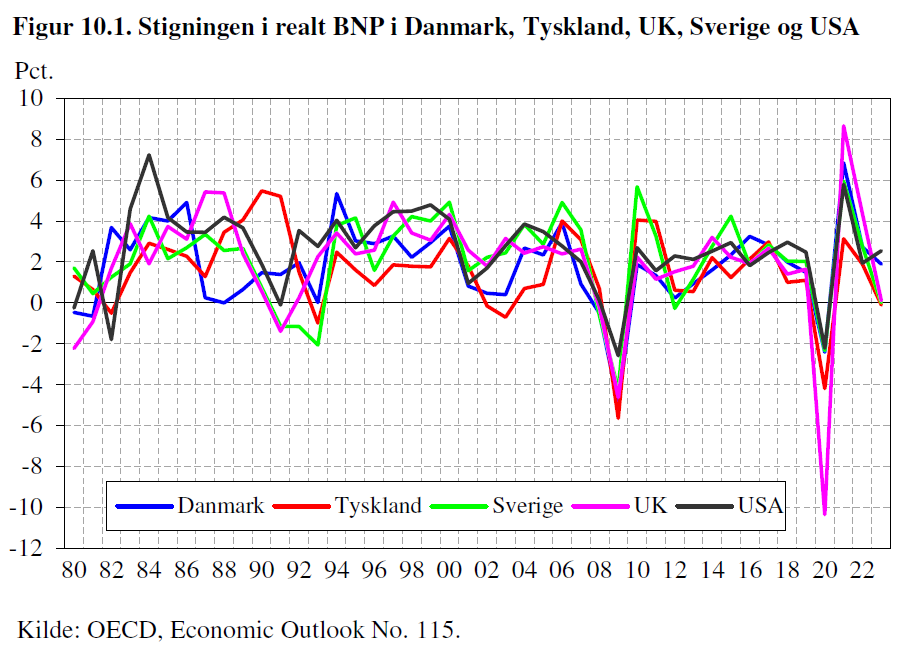 Figur 10.1. Stigningen i realt BNP i Danmark, Tyskland, UK, Sverige og USA
Pct.
10
8
6
4
2
0
-2
-4
-6
-8
-10
-12
Danmark Tyskland Sverige UK USA
80 82 84 86 88 90 92 94 96 98 00 02 04 06 08 10 12 14 16 18 20 22
Kilde: OECD, Economic Outlook No. 115.